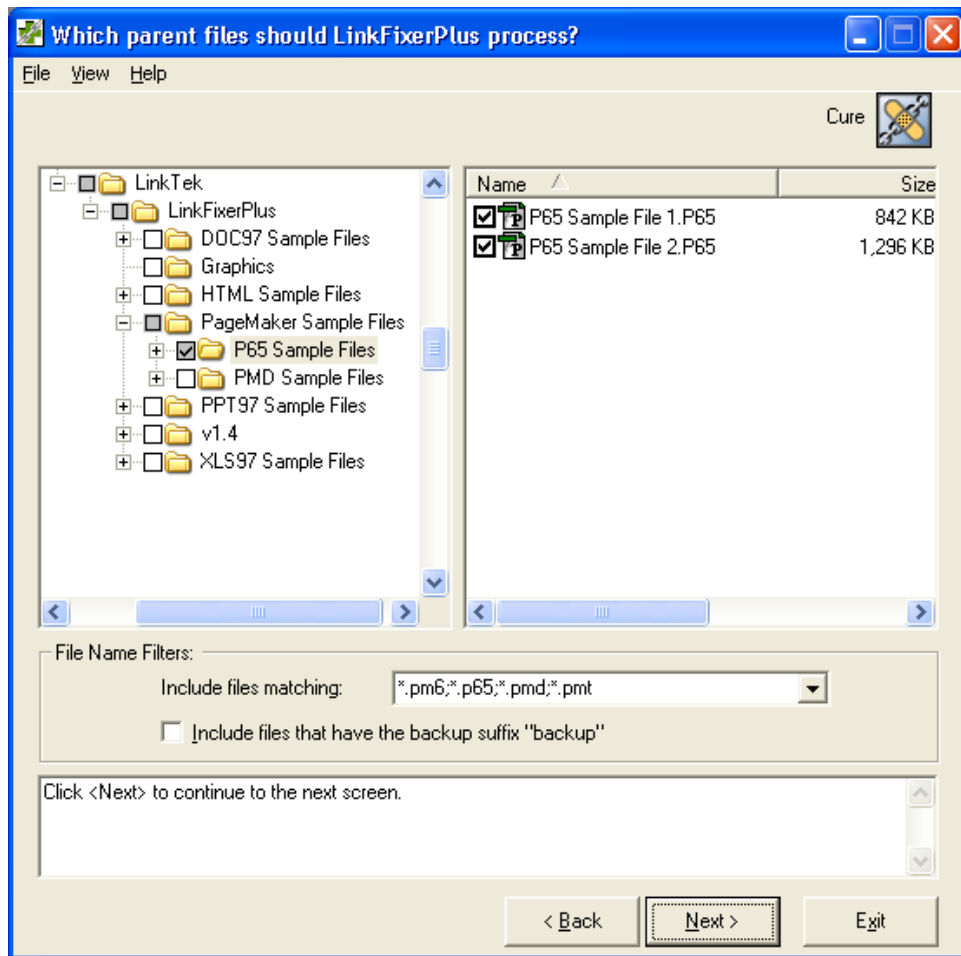 Which parent files should LinkFixerPlus process?
File View Help
Cure
LinkTek
LinkFixerPlus
DOC97 Sample Files
Graphics
HTML Sample Files
PageMaker Sample Files
P65 Sample Files
PMD Sample Files
PPT97 Sample Files
v1.4
XLS97 Sample Files
Name Size
P65 Sample File 1.P65 842 KB
P65 Sample File 2.P65 1,296 KB
File Name Filters:
Include files matching: *.pm6;*.p65;*.pmd;*.pmt
Include files that have the backup suffix "backup"
Click <Next> to continue to the next screen.
< Back Next > Exit